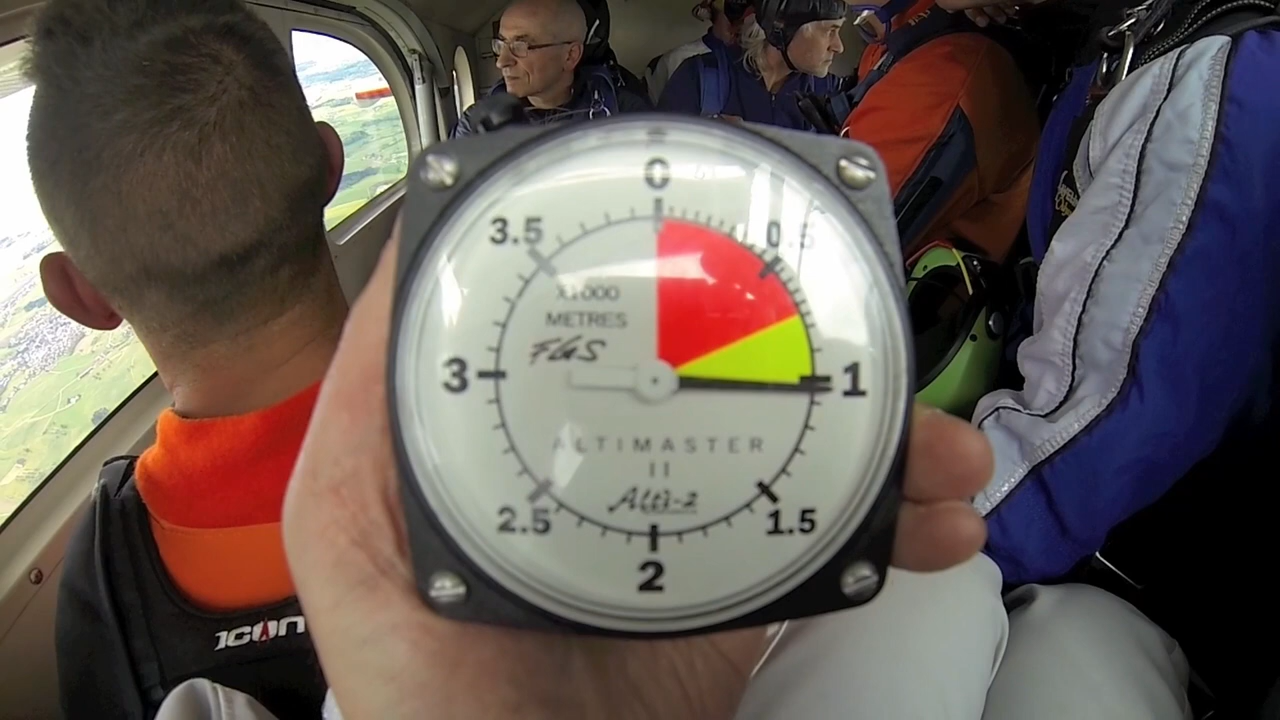 0
3.5 0.5
X1000
METRES
FGS
3 1
ALTIMASTER
II
Alti-2
2.5 1.5
2
ICON